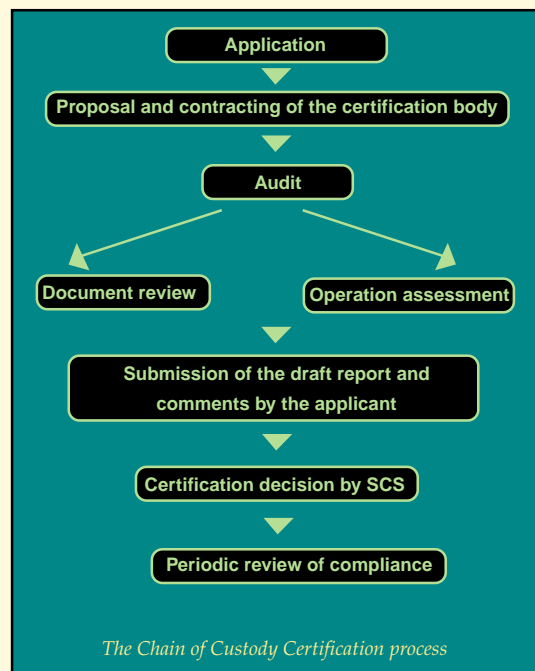 Application
Proposal and contracting of the certification body
Audit
Document review
Operation assessment
Submission of the draft report and
comments by the applicant
Certification decision by SCS
Periodic review of compliance
The Chain of Custody Certification process